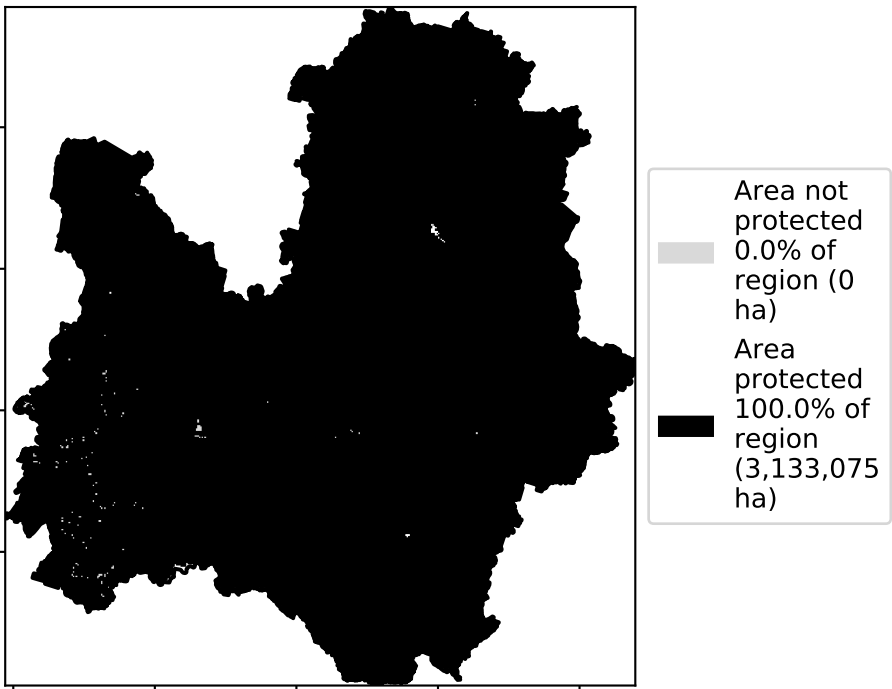 Area not
protected
0.0% of
region (0
ha)
Area
protected
100.0% of
region
(3,133,075
ha)